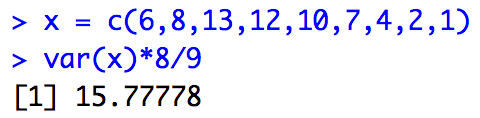 > x = c(6,8,13,12,10,7,4,2,1)
> var(x)*8/9
[1] 15.77778